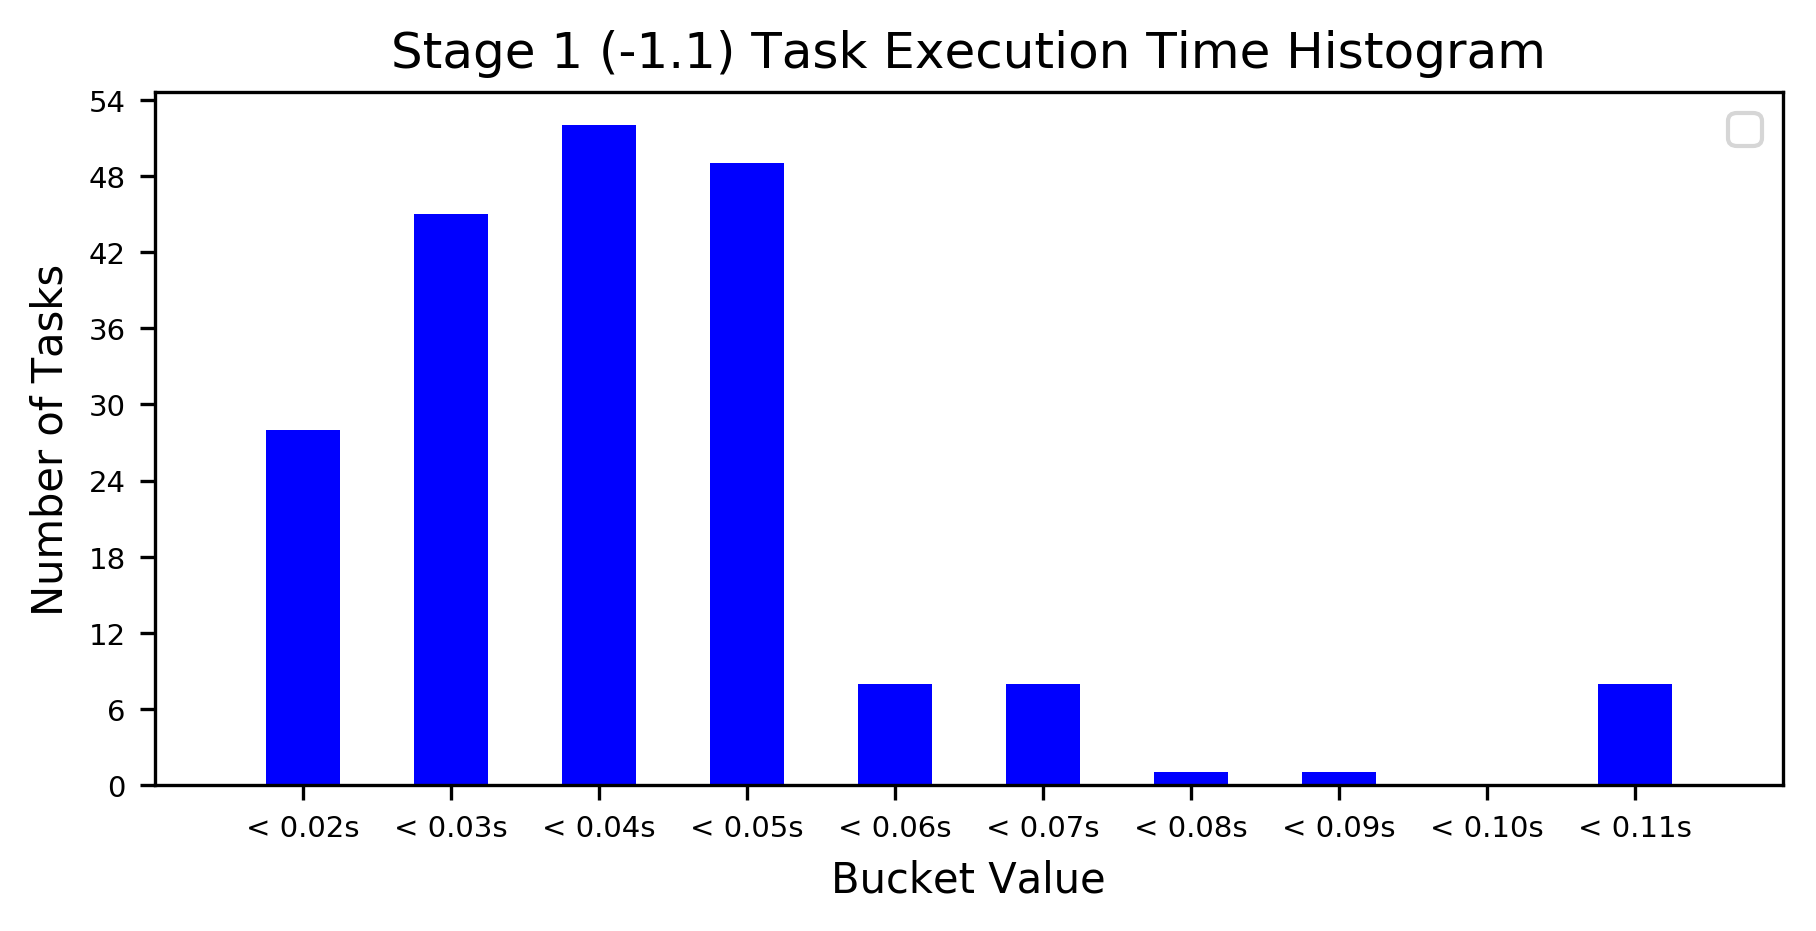 Stage 1 (-1.1) Task Execution Time Histogram
Number of Tasks
54
48
42
36
30
24
18
12
6
0
< 0.02s < 0.03s < 0.04s < 0.05s < 0.06s < 0.07s < 0.08s < 0.09s < 0.10s < 0.11s
Bucket Value